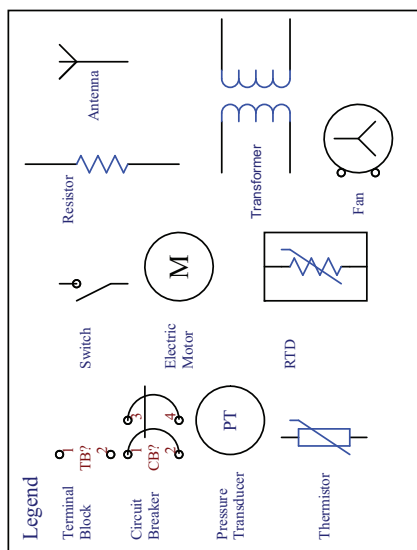 Legend
Terminal
Block
1
TB?
2
Switch
Resistor
Antenna
Circuit
Breaker
1
CB?
2
3
4
Electric
Motor
M
Transformer
Pressure
Transducer
PT
RTD
Fan
Thermistor